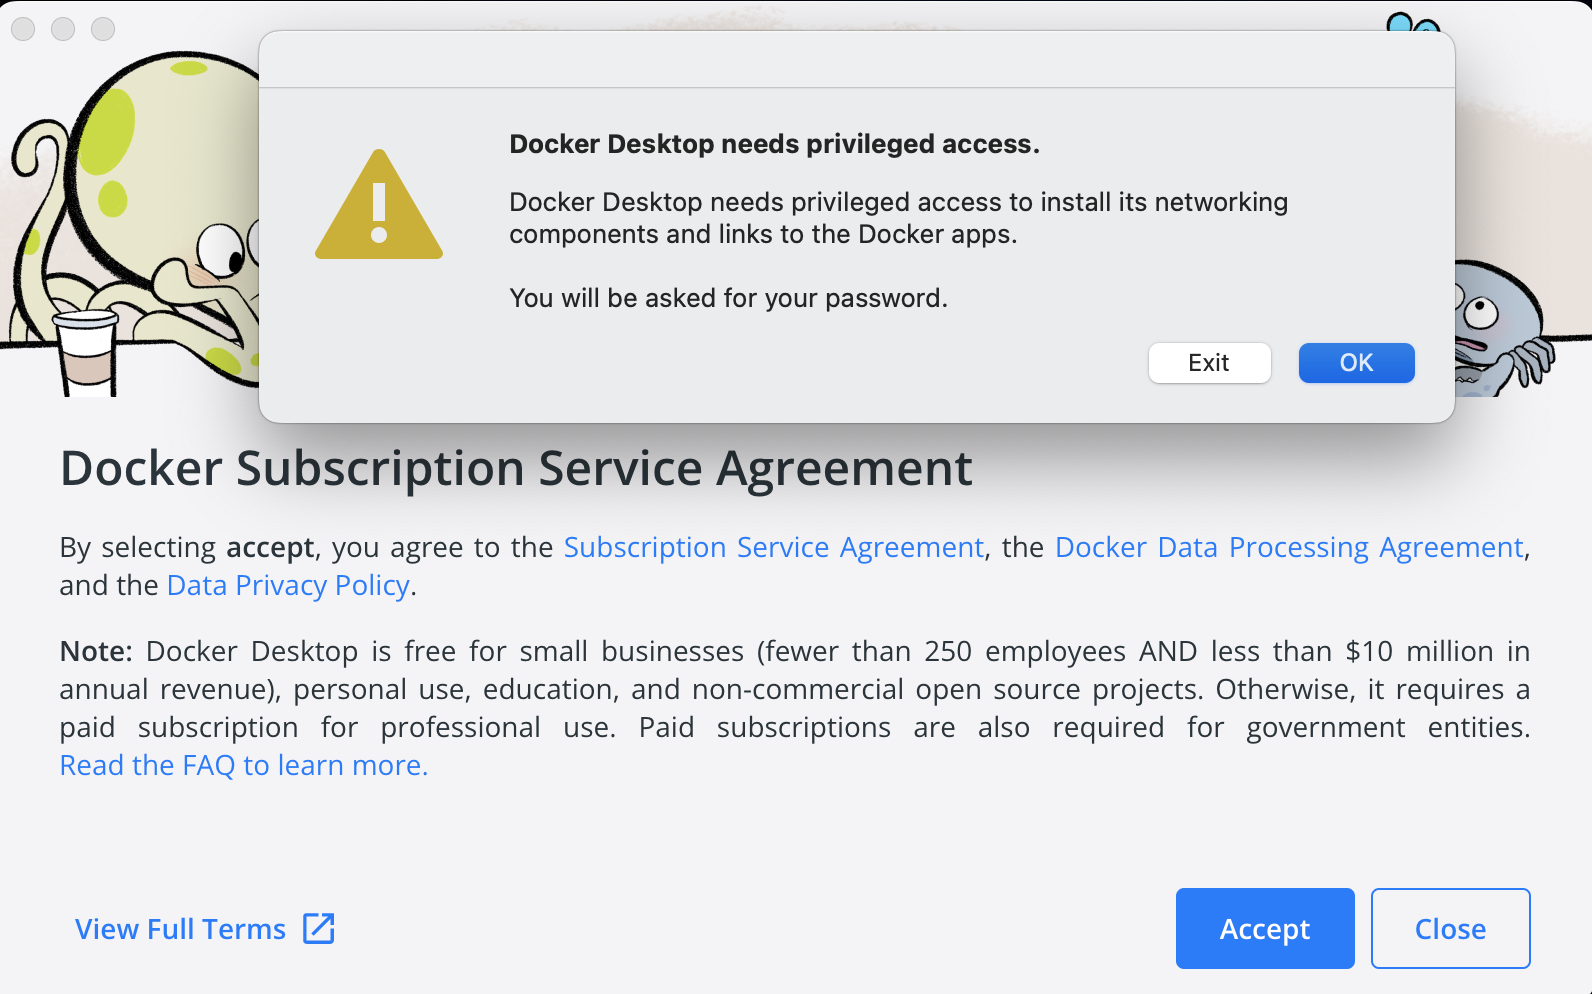 Docker Desktop needs privileged access.
Docker Desktop needs privileged access to install its networking
components and links to the Docker apps.
You will be asked for your password.
Exit
OK
Docker Subscription Service Agreement
By selecting accept, you agree to the Subscription Service Agreement, the Docker Data Processing Agreement,
and the Data Privacy Policy.
Note: Docker Desktop is free for small businesses (fewer than 250 employees AND less than $10 million in
annual revenue), personal use, education, and non-commercial open source projects. Otherwise, it requires a
paid subscription for professional use. Paid subscriptions are also required for government entities.
Read the FAQ to learn more.
View Full Terms
Accept
Close